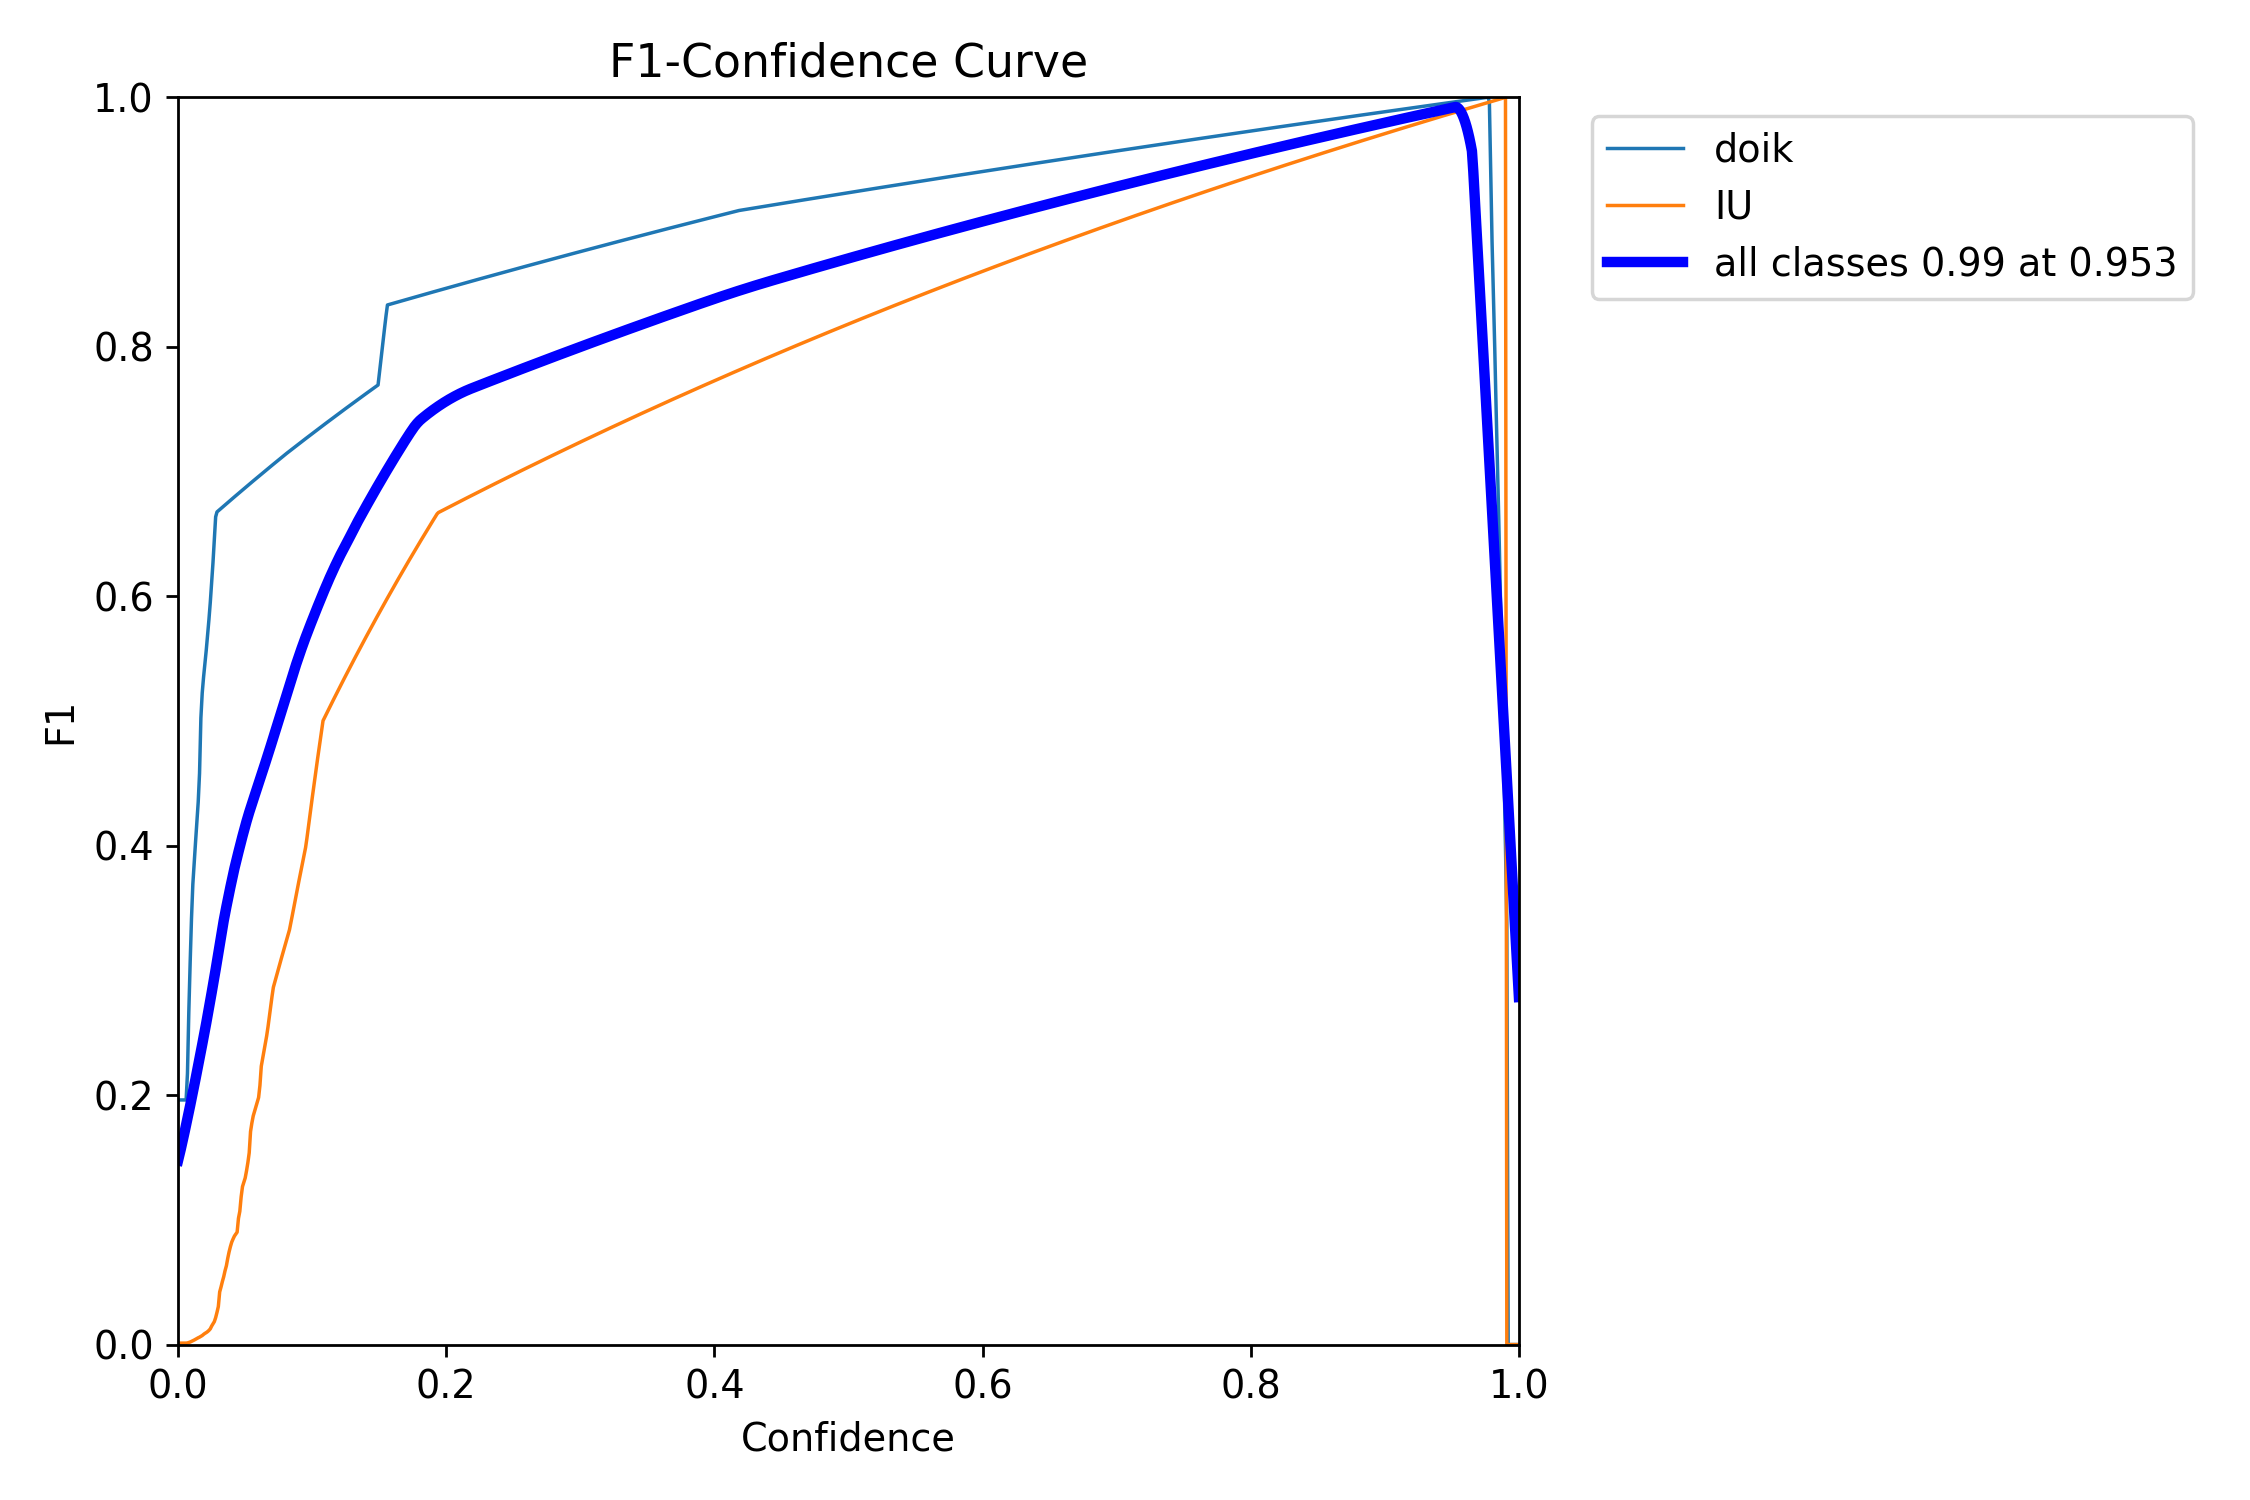 F1-Confidence Curve
1.0
0.8
0.6
0.4
0.2
0.0
F1
0.0 0.2 0.4 0.6 0.8 1.0
Confidence
doik
IU
all classes 0.99 at 0.953